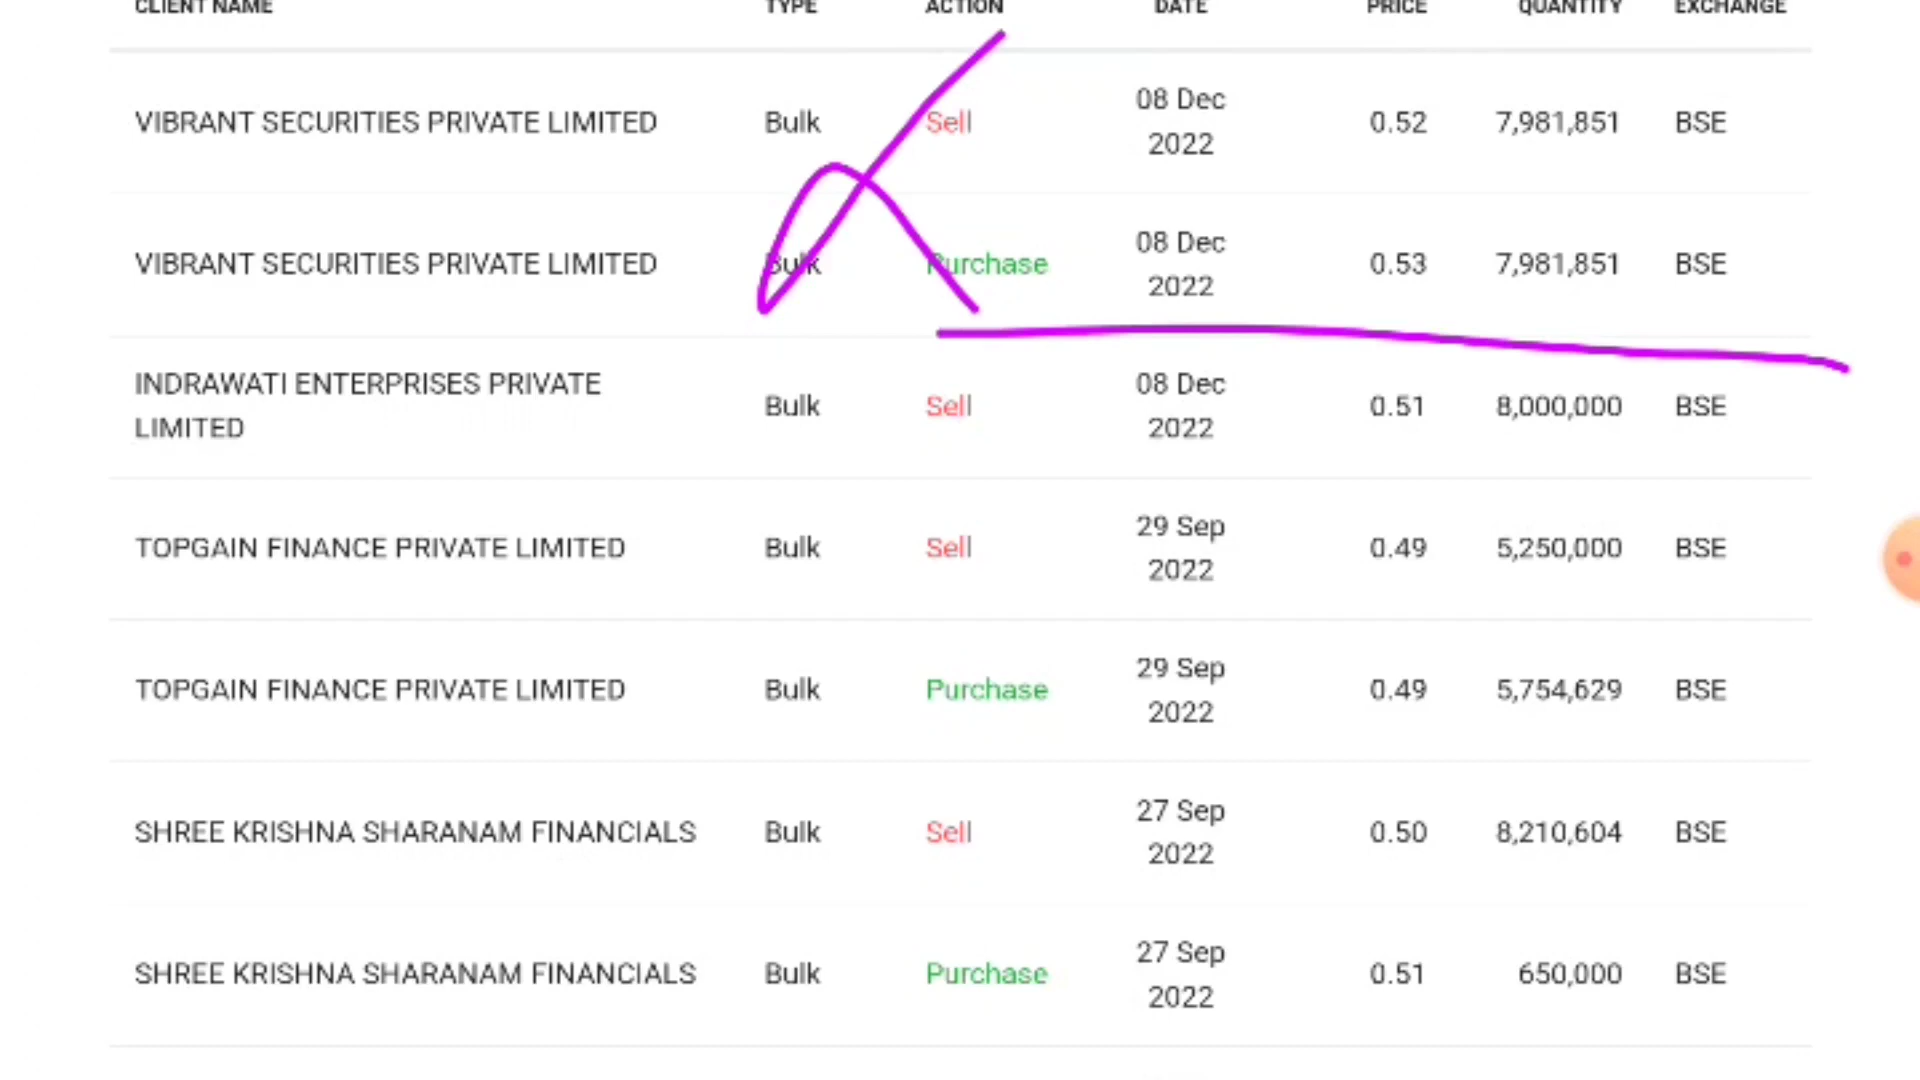 CLIENT NAME TYPE ACTION DATE PRICE QUANTITY EXCHANGE
VIBRANT SECURITIES PRIVATE LIMITED Bulk Sell 08 Dec 2022 0.52 7,981,851 BSE
VIBRANT SECURITIES PRIVATE LIMITED Bulk Purchase 08 Dec 2022 0.53 7,981,851 BSE
INDRAWATI ENTERPRISES PRIVATE LIMITED Bulk Sell 08 Dec 2022 0.51 8,000,000 BSE
TOPGAIN FINANCE PRIVATE LIMITED Bulk Sell 29 Sep 2022 0.49 5,250,000 BSE
TOPGAIN FINANCE PRIVATE LIMITED Bulk Purchase 29 Sep 2022 0.49 5,754,629 BSE
SHREE KRISHNA SHARANAM FINANCIALS Bulk Sell 27 Sep 2022 0.50 8,210,604 BSE
SHREE KRISHNA SHARANAM FINANCIALS Bulk Purchase 27 Sep 2022 0.51 650,000 BSE